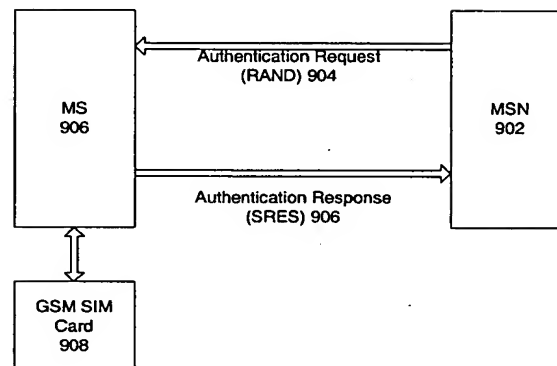 Authentication Request
(RAND) 904
MS
906
MSN
902
Authentication Response
(SRES) 906
GSM SIM
Card
908